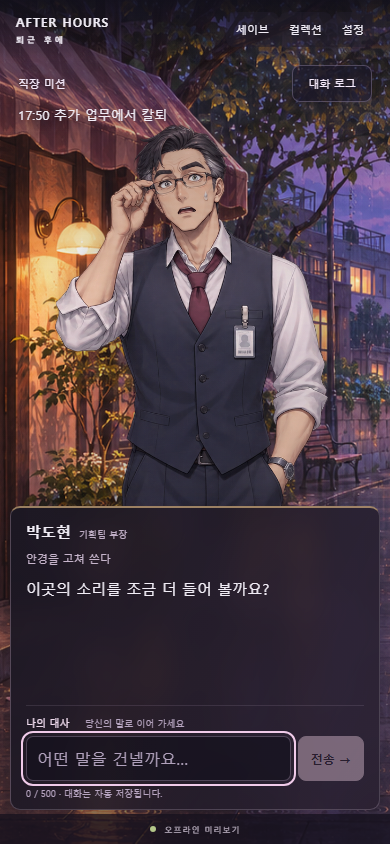 AFTER HOURS
퇴근 후에
세이브 컬렉션 설정
직장 미션
대화 로그
17:50 추가 업무에서 칼퇴
박도현 기획팀 부장
안경을 고쳐 쓴다
이곳의 소리를 조금 더 들어 볼까요?
나의 대사 당신의 말로 이어 가세요
어떤 말을 건넬까요...
전송 →
0 / 500 · 대화는 자동 저장됩니다.
오프라인 미리보기